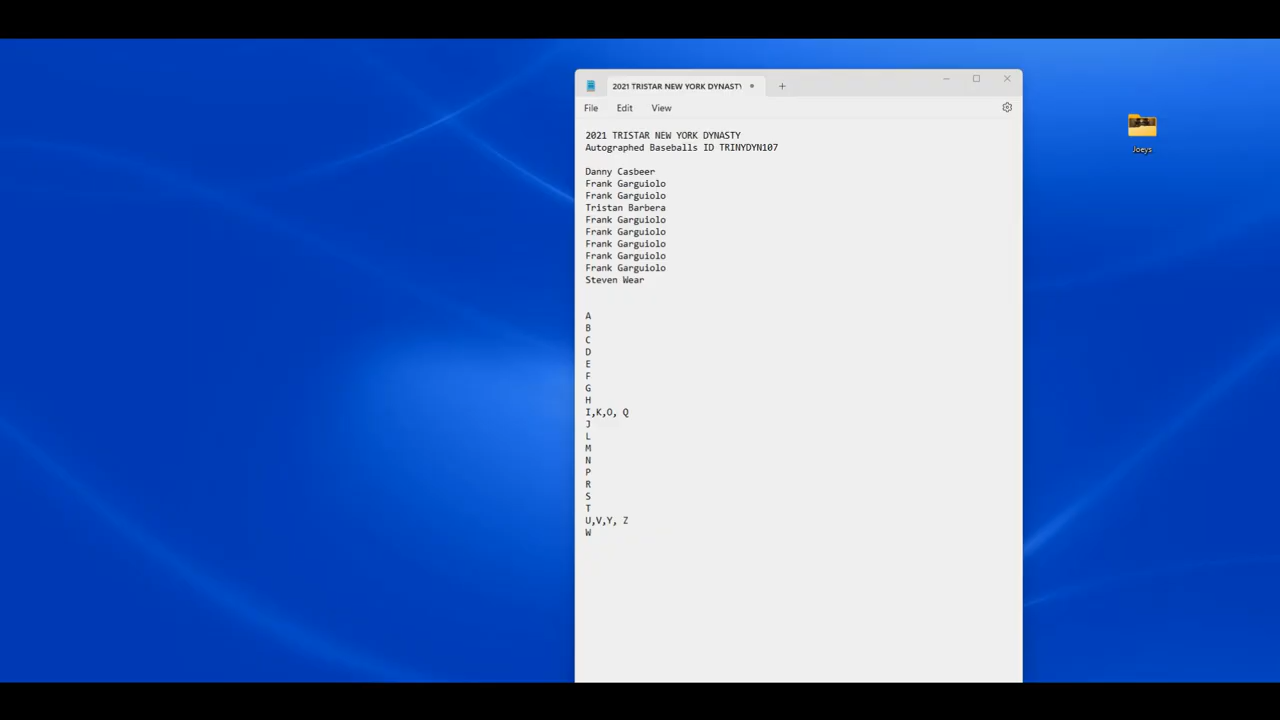 2021 TRISTAR NEW YORK DYNASTY
File Edit View
2021 TRISTAR NEW YORK DYNASTY
Autographed Baseballs ID TRINYDYN107
Danny Casbeer
Frank Garguiolo
Frank Garguiolo
Tristan Barbera
Frank Garguiolo
Frank Garguiolo
Frank Garguiolo
Frank Garguiolo
Frank Garguiolo
Steven Wear
A
B
C
D
E
F
G
H
I,K,O, Q
J
L
M
N
P
R
S
T
U,V,Y, Z
W
Joeys